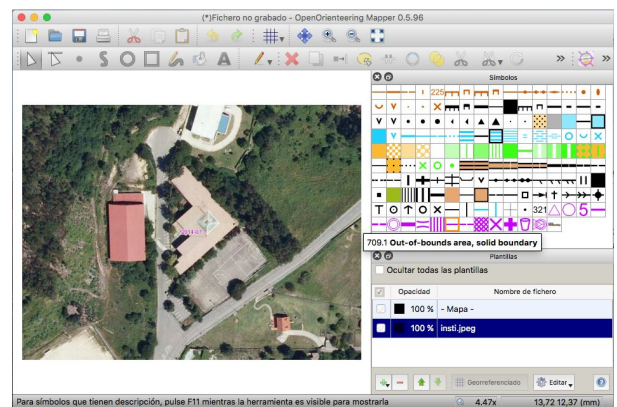 (*)Fichero no grabado - OpenOrienteering Mapper 0.5.96
Símbolos
225
321
5
709.1 Out-of-bounds area, solid boundary
Plantillas
Ocultar todas las plantillas
Opacidad Nombre de fichero
100 % - Mapa -
100 % insti.jpeg
Georreferenciado Editar
Para símbolos que tienen descripción, pulse F11 mientras la herramienta es visible para mostrarla 4.47x 13,72 12,37 (mm)